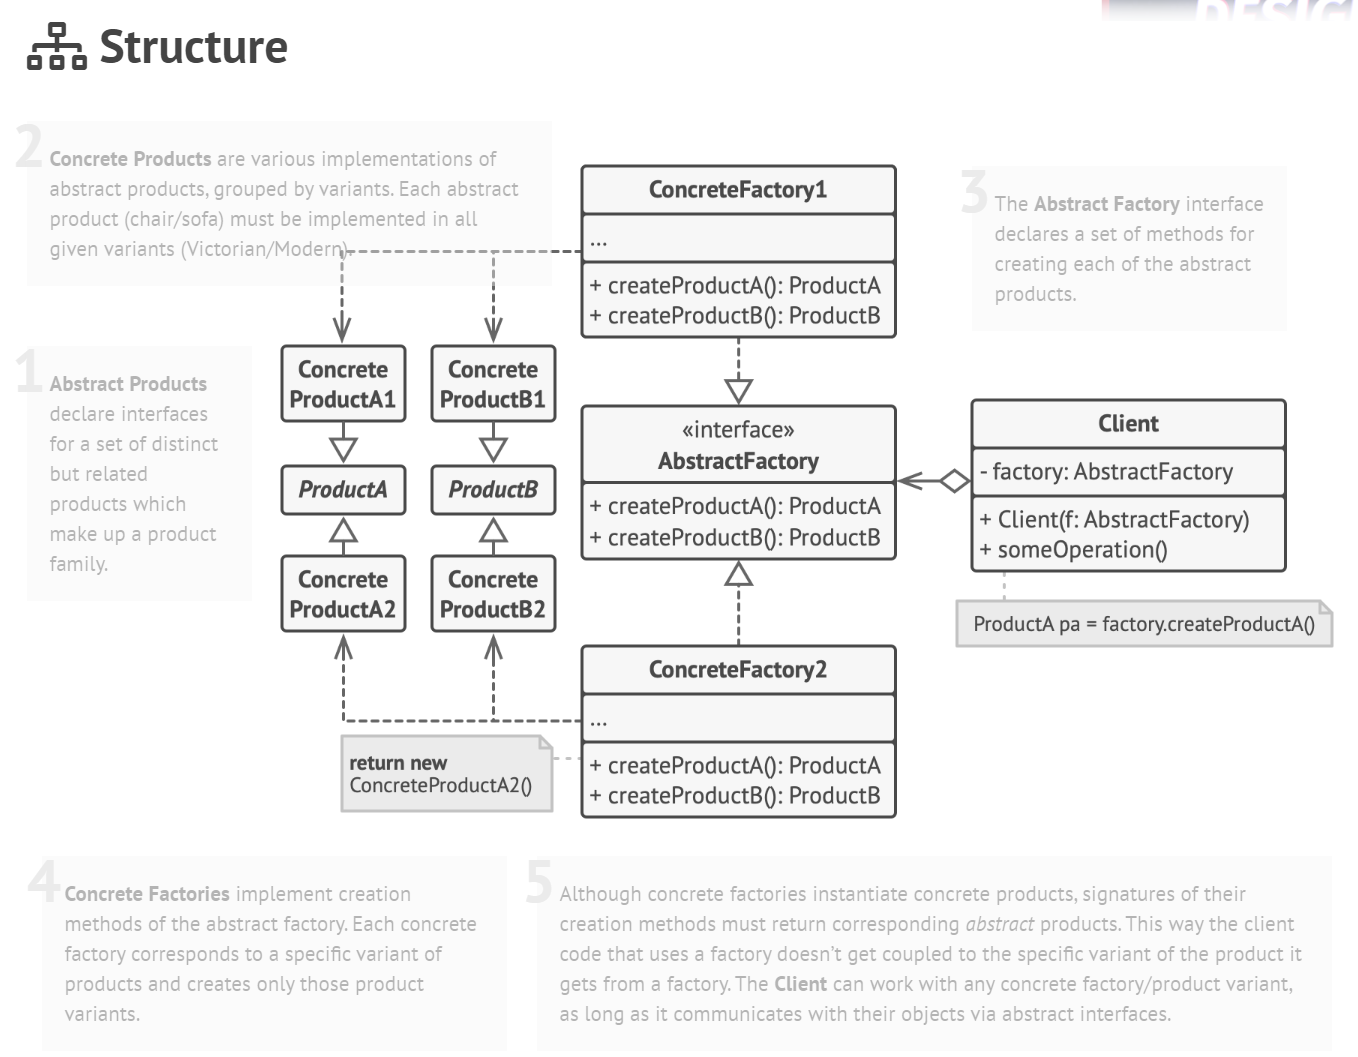 DESIG
Structure
2
Concrete Products are various implementations of
abstract products, grouped by variants. Each abstract
product (chair/sofa) must be implemented in all
given variants (Victorian/Modern).
1
Abstract Products
declare interfaces
for a set of distinct
but related
products which
make up a product
family.
Concrete
ProductA1
Concrete
ProductB1
ProductA
ProductB
Concrete
ProductA2
Concrete
ProductB2
ConcreteFactory1
...
+ createProductA(): ProductA
+ createProductB(): ProductB
«interface»
AbstractFactory
+ createProductA(): ProductA
+ createProductB(): ProductB
ConcreteFactory2
...
+ createProductA(): ProductA
+ createProductB(): ProductB
return new
ConcreteProductA2()
3
The Abstract Factory interface
declares a set of methods for
creating each of the abstract
products.
Client
- factory: AbstractFactory
+ Client(f: AbstractFactory)
+ someOperation()
ProductA pa = factory.createProductA()
4
Concrete Factories implement creation
methods of the abstract factory. Each concrete
factory corresponds to a specific variant of
products and creates only those product
variants.
5
Although concrete factories instantiate concrete products, signatures of their
creation methods must return corresponding abstract products. This way the client
code that uses a factory doesn't get coupled to the specific variant of the product it
gets from a factory. The Client can work with any concrete factory/product variant,
as long as it communicates with their objects via abstract interfaces.